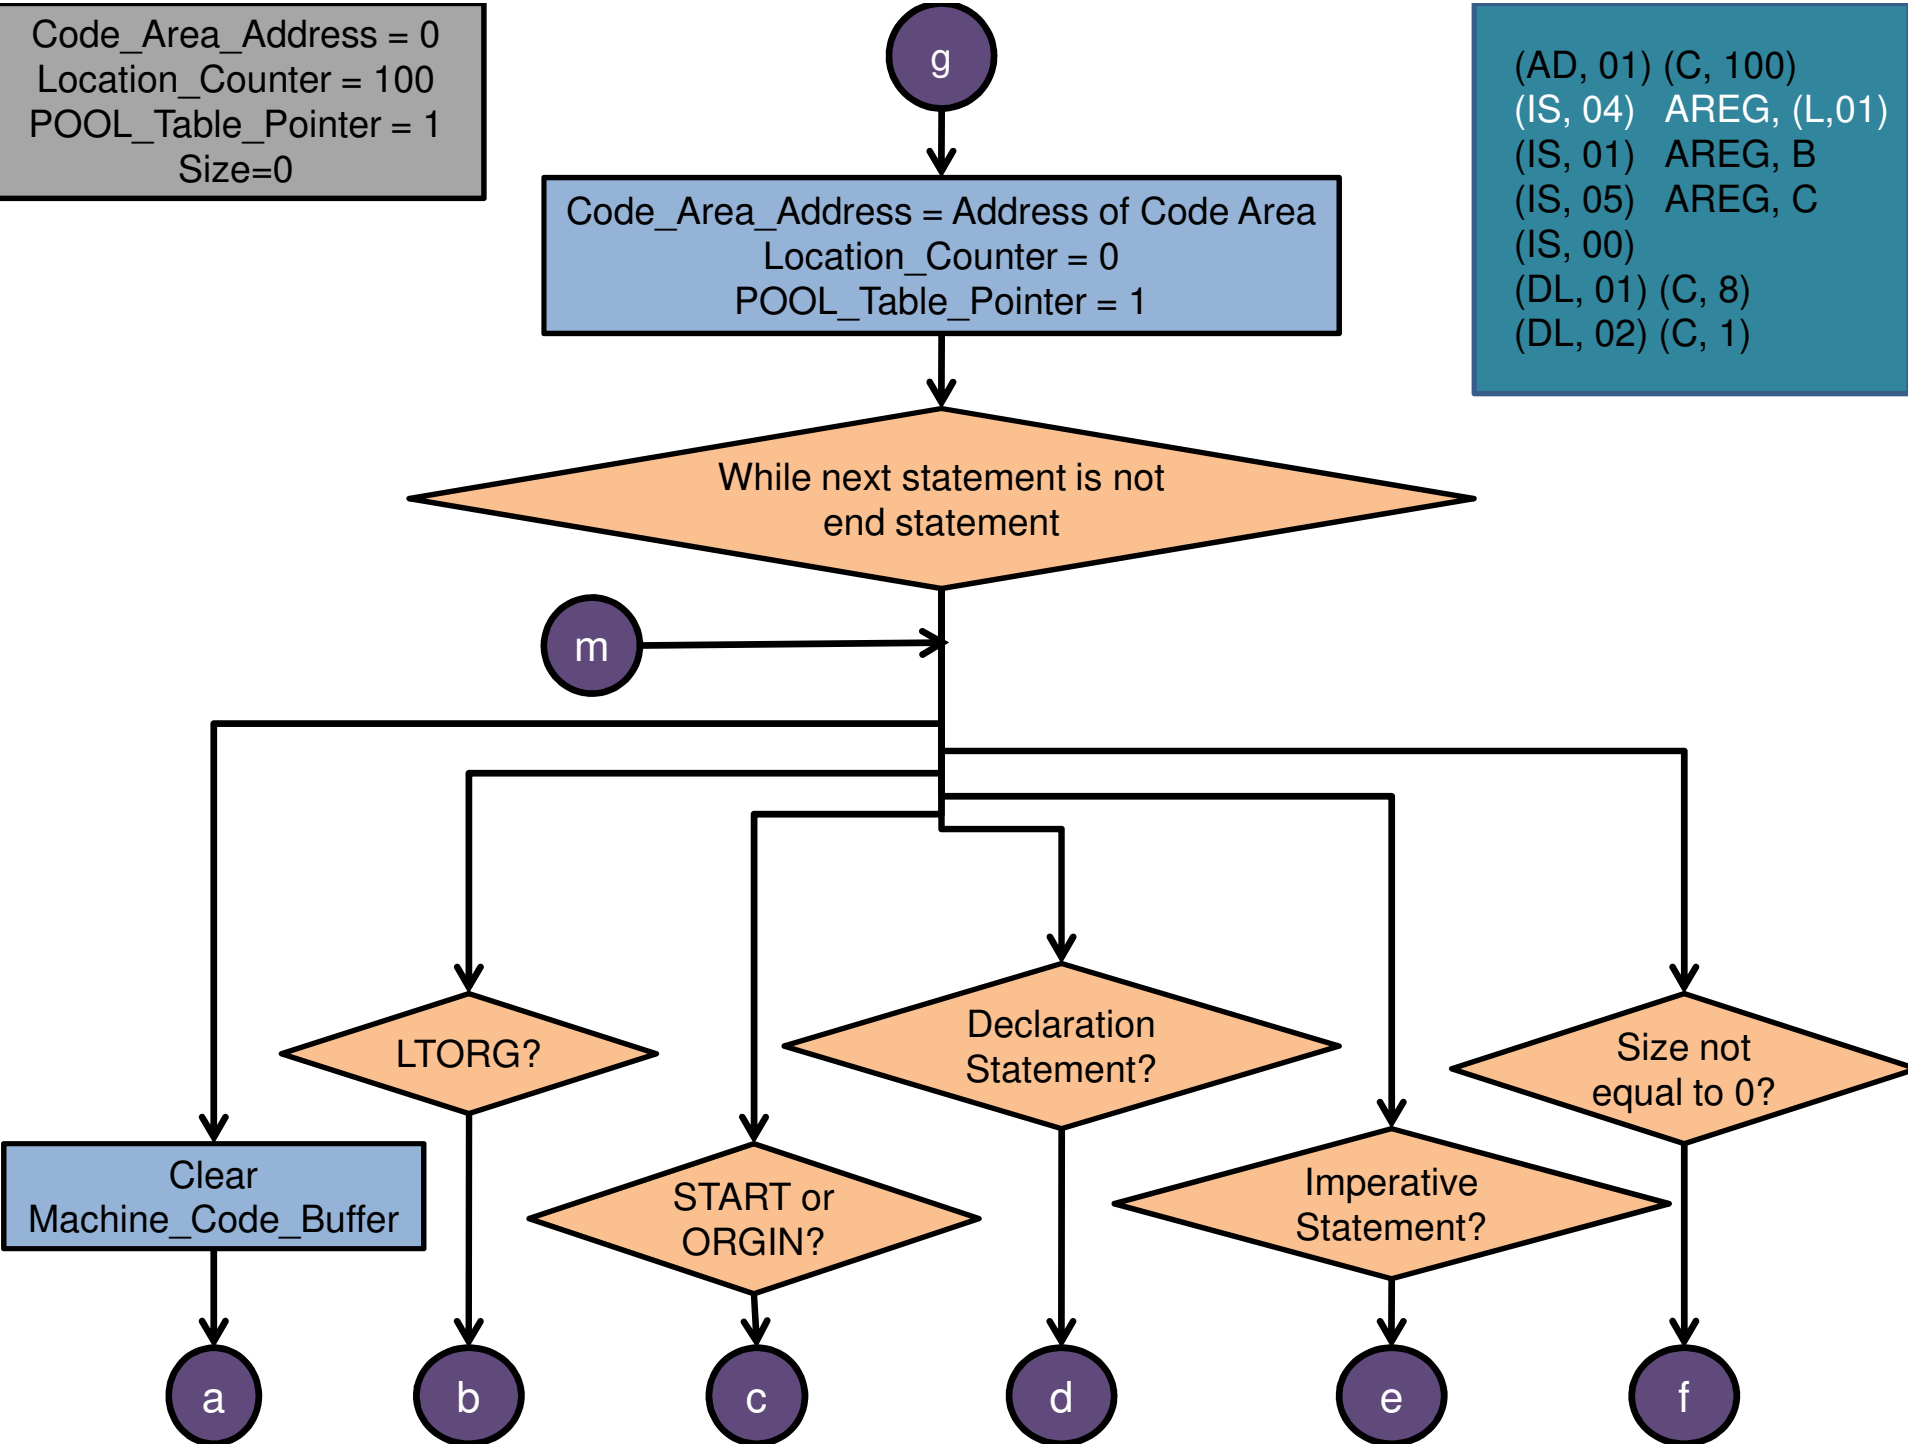 Code_Area_Address = 0
Location_Counter = 100
POOL_Table_Pointer = 1
Size=0
g
(AD, 01) (C, 100)
(IS, 04) AREG, (L,01)
(IS, 01) AREG, B
(IS, 05) AREG, C
(IS, 00)
(DL, 01) (C, 8)
(DL, 02) (C, 1)
Code_Area_Address = Address of Code Area
Location_Counter = 0
POOL_Table_Pointer = 1
While next statement is not
end statement
m
LTORG?
Declaration
Statement?
Size not
equal to 0?
Clear
Machine_Code_Buffer
START or
ORGIN?
Imperative
Statement?
a
b
c
d
e
f